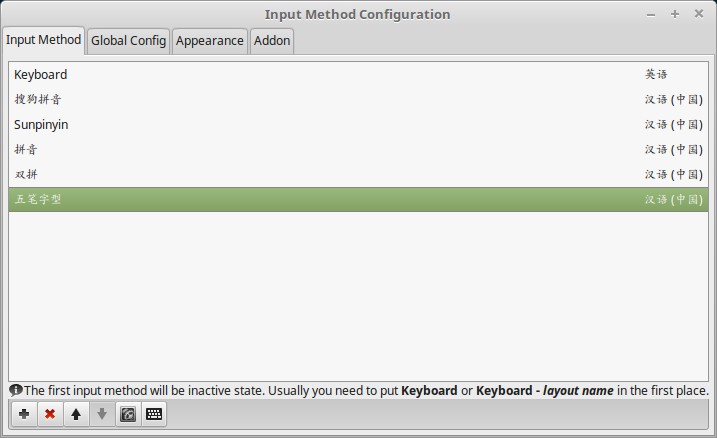 Input Method Configuration
Input Method Global Config Appearance Addon
Keyboard 英语
搜狗拼音 汉语 (中国)
Sunpinyin 汉语 (中国)
拼音 汉语 (中国)
双拼 汉语 (中国)
五笔字型 汉语 (中国)
The first input method will be inactive state. Usually you need to put Keyboard or Keyboard - layout name in the first place.